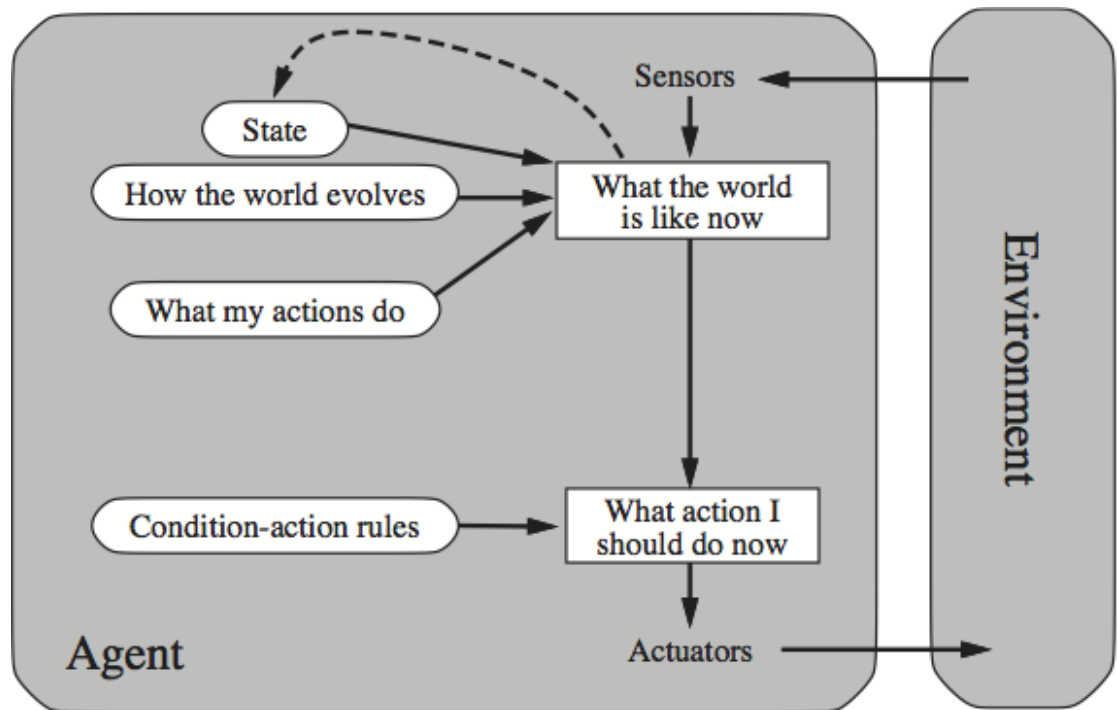 Sensors
State
How the world evolves
What the world
is like now
What my actions do
Condition-action rules
What action I
should do now
Agent
Actuators
Environment